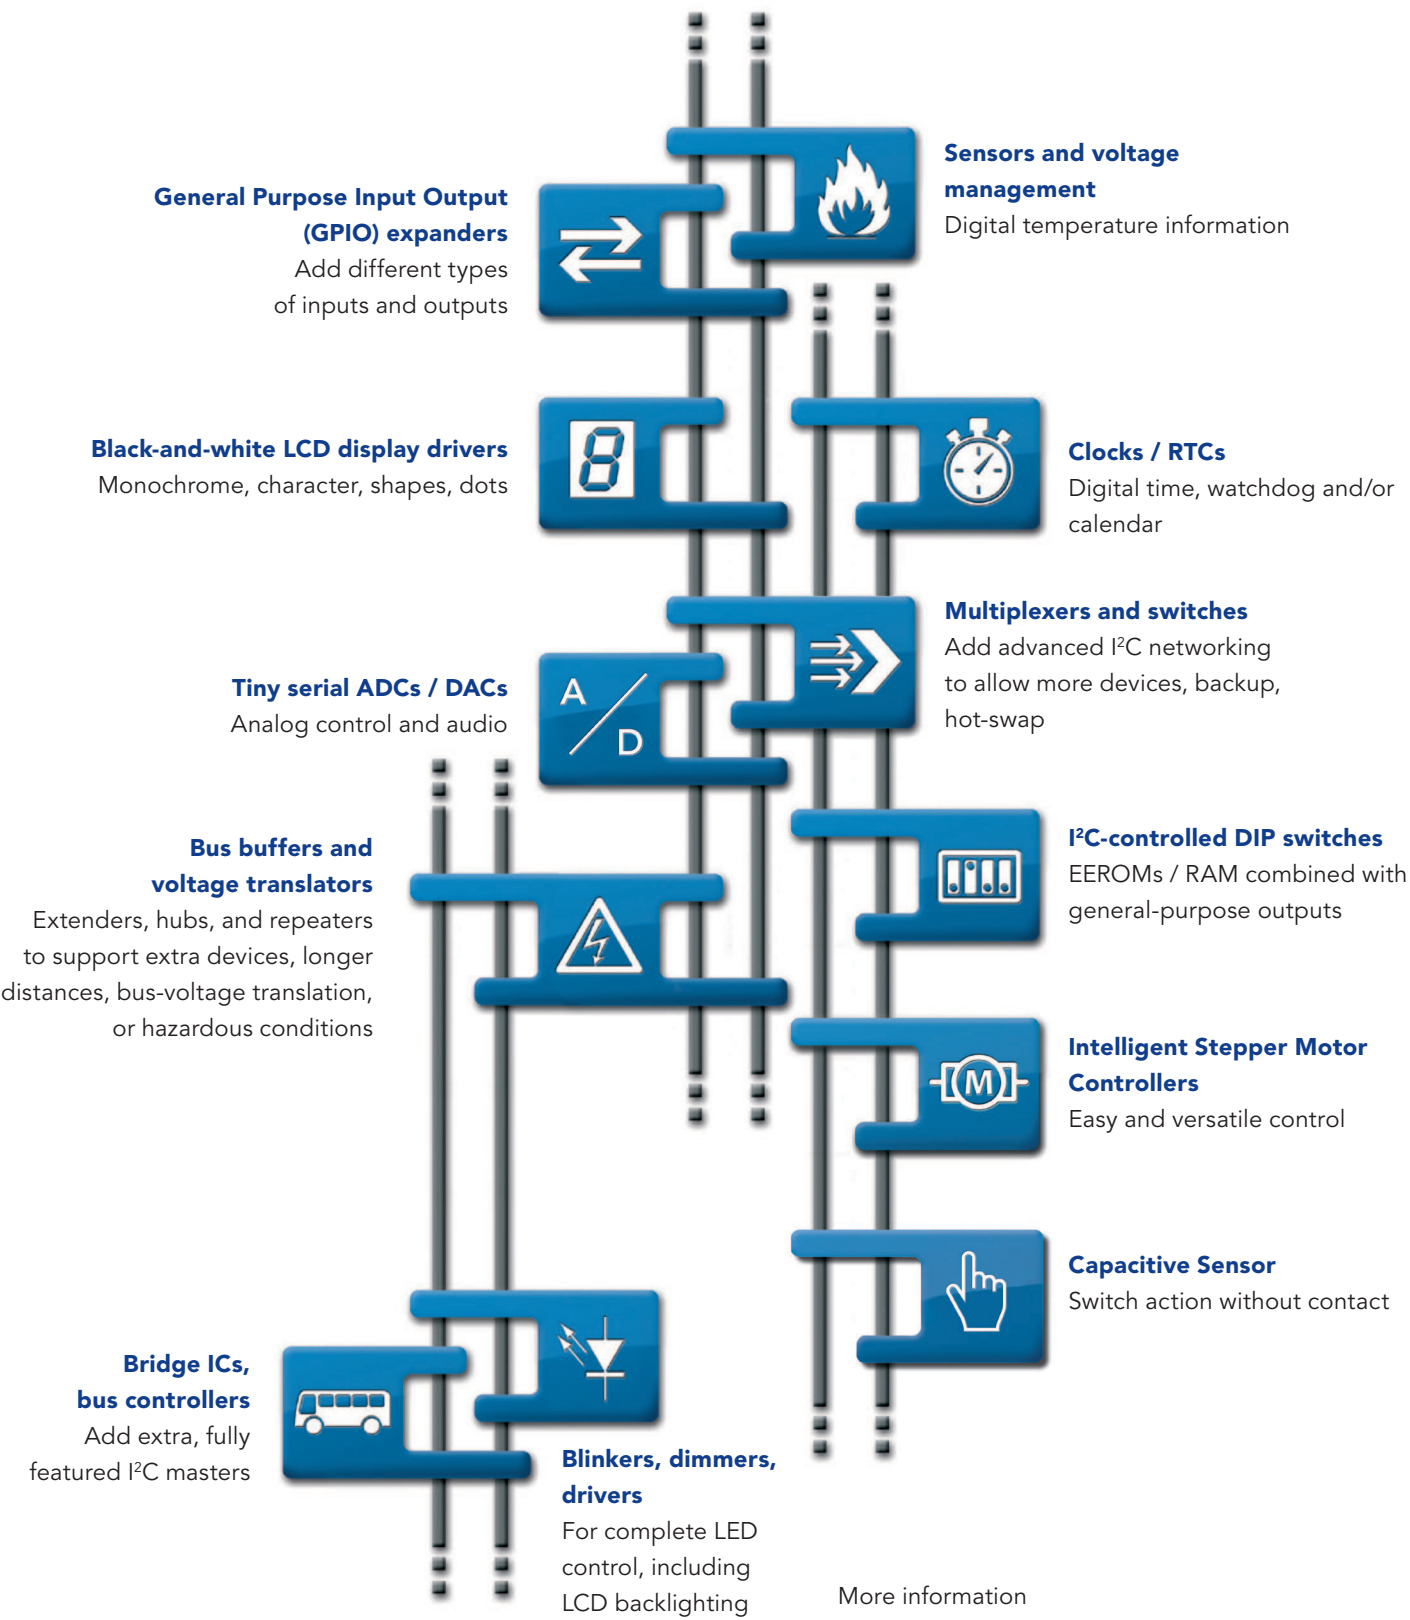 Sensors and voltage
management
Digital temperature information
General Purpose Input Output
(GPIO) expanders
Add different types
of inputs and outputs
Black-and-white LCD display drivers
Monochrome, character, shapes, dots
8
Clocks / RTCs
Digital time, watchdog and/or
calendar
Multiplexers and switches
Add advanced I²C networking
to allow more devices, backup,
hot-swap
Tiny serial ADCs / DACs
Analog control and audio
A
D
I²C-controlled DIP switches
EEROMs / RAM combined with
general-purpose outputs
Bus buffers and
voltage translators
Extenders, hubs, and repeaters
to support extra devices, longer
distances, bus-voltage translation,
or hazardous conditions
Intelligent Stepper Motor
Controllers
Easy and versatile control
M
Capacitive Sensor
Switch action without contact
Bridge ICs,
bus controllers
Add extra, fully
featured I²C masters
Blinkers, dimmers,
drivers
For complete LED
control, including
LCD backlighting
More information